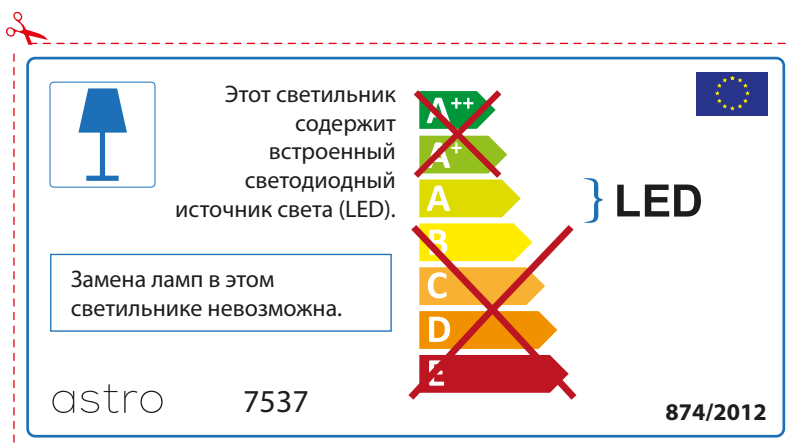 Этот светильник
содержит
встроенный
светодиодный
источник света (LED).
Замена ламп в этом
светильнике невозможна.
A++
A+
A
B
C
D
E
LED
astro
7537
874/2012